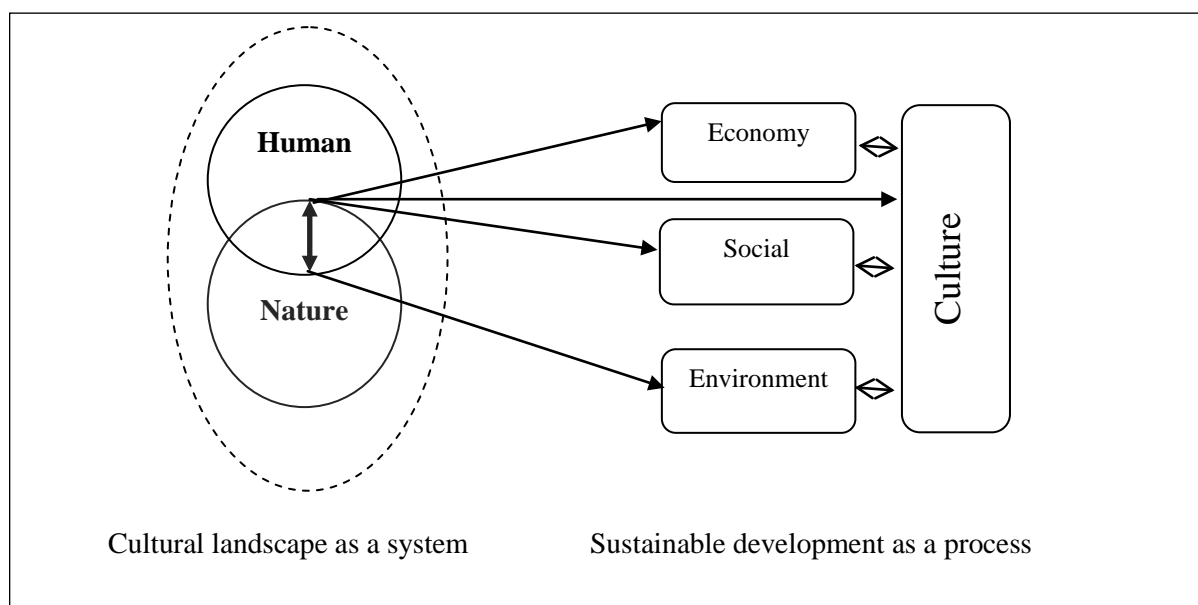 Human
Nature
Economy
Social
Environment
Culture
Cultural landscape as a system
Sustainable development as a process